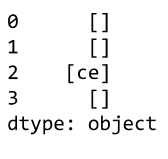 0      []
1      []
2    [ce]
3      []
dtype: object